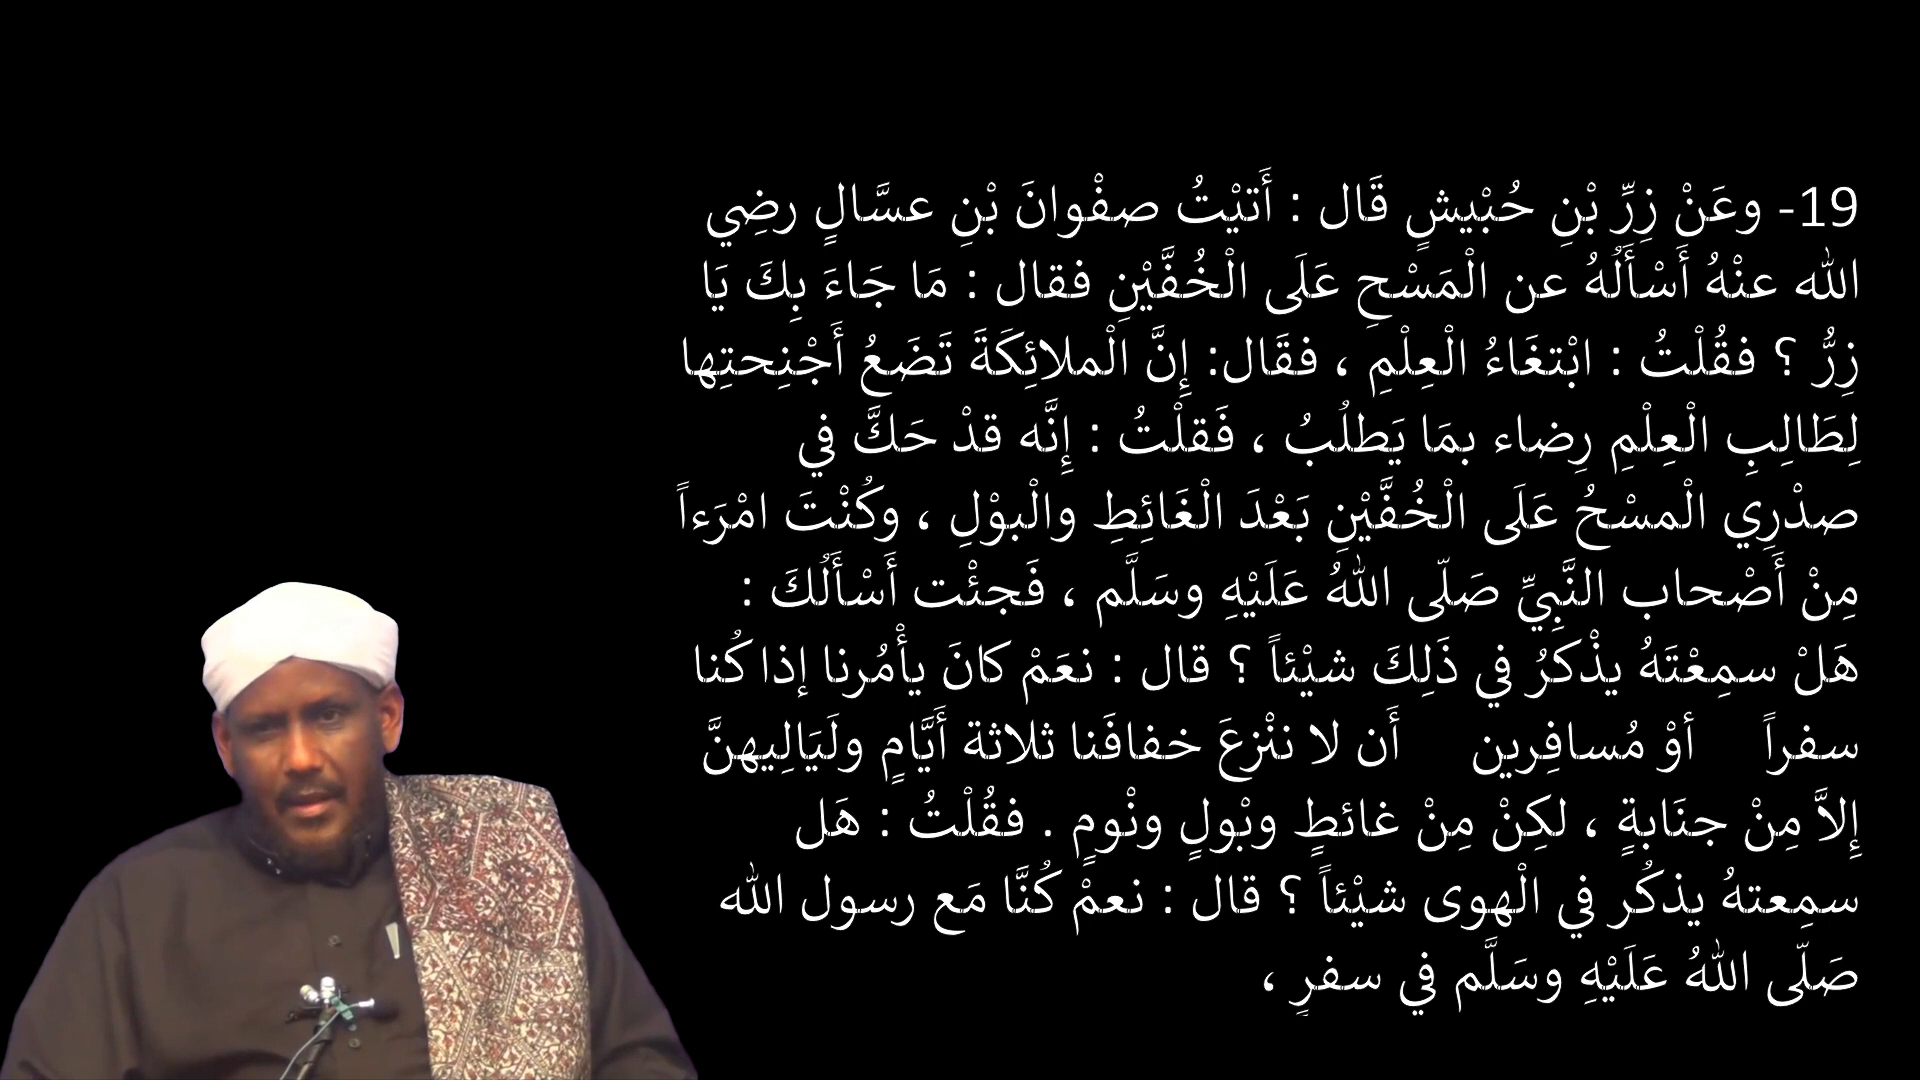 19- وعَنْ زِرِّ بْنِ حُبْيشٍ قَال : أَتيْتُ صفْوانَ بْنِ عسَّالٍ رضِي
الله عنْهُ أَسْأَلُهُ عن الْمَسْحِ عَلَى الْخُفَّيْنِ فقال : مَا جَاءَ بِكَ يَا
زِرُّ ؟ فقُلْتُ : ابْتغَاءُ الْعِلْمِ ، فقَال: إِنَّ الْملائِكَةَ تَضَعُ أَجْنِحتِها
لِطَالِبِ الْعِلْمِ رِضاء بمَا يَطلُبُ ، فَقلْتُ : إِنَّه قدْ حَكَّ في
صدْرِي الْمسْحُ عَلَى الْخُفَّيْنِ بَعْدَ الْغَائِطِ والْبوْلِ ، وكُنْتَ امْرَءاً
مِنْ أَصْحاب النَّبِيِّ صَلّى اللهُ عَلَيْهِ وسَلَّم ، فَجئْت أَسْأَلُكَ :
هَلْ سمِعْتَهُ يذْكرُ في ذَلِكَ شيْئاً ؟ قال : نعَمْ كانَ يأْمُرنا إذا كُنا
سفراً أوْ مُسافِرين أَن لا ننْزعَ خفافَنا ثلاثة أَيَّامٍ ولَيَالِيهنَّ
إِلاَّ مِنْ جنَابةٍ ، لكِنْ مِنْ غائطٍ وبْولٍ ونْومٍ . فقُلْتُ : هَل
سمِعتهُ يذكُر في الْهوى شيْئاً ؟ قال : نعمْ كُنَّا مَع رسول الله
صَلّى اللهُ عَلَيْهِ وسَلَّم في سفرٍ ،